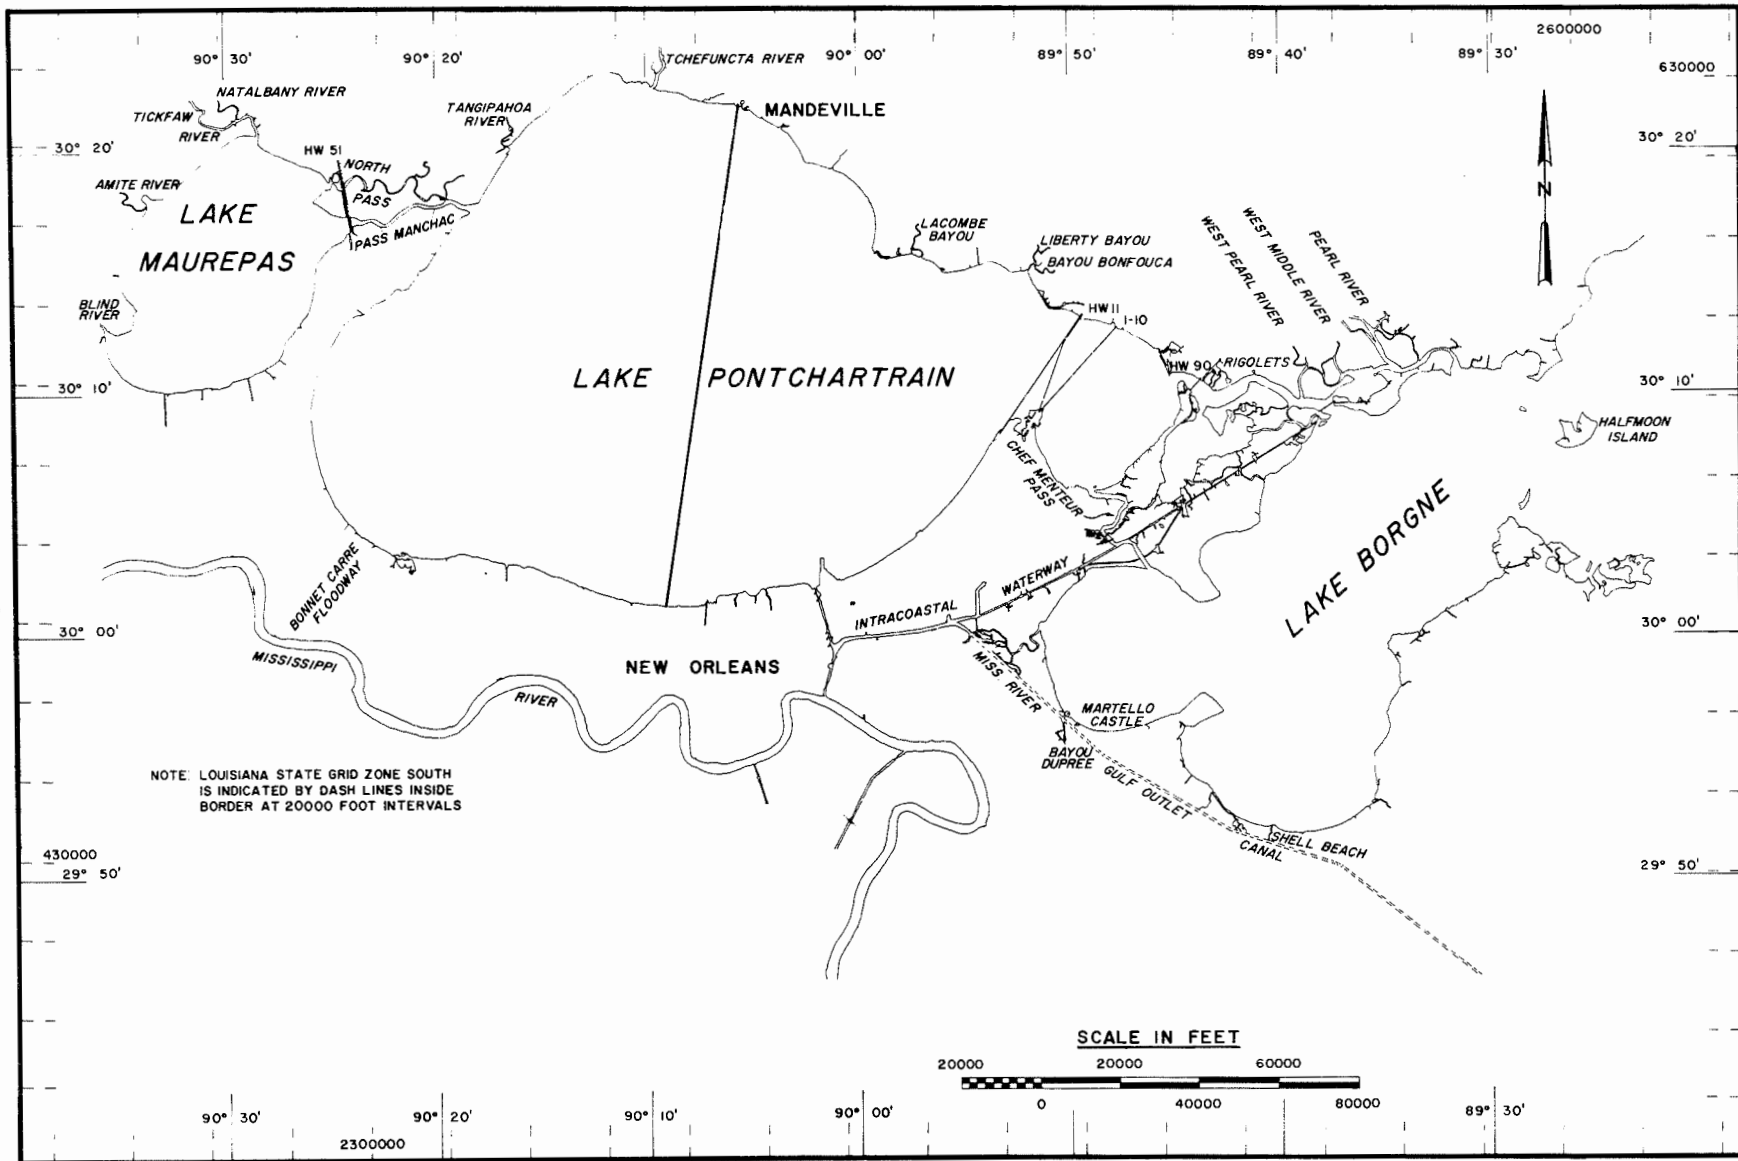 2600000
90° 30'
90° 20'
TCHEFUNCTA RIVER
90° 00'
89° 50'
89° 40'
89° 30'
630000
NATALBANY RIVER
TICKFAW
RIVER
TANGIPAHOA
RIVER
MANDEVILLE
30° 20'
30° 20'
HW 51
NORTH
PASS
AMITE RIVER
LAKE
MAUREPAS
PASS MANCHAC
N
LACOMBE
BAYOU
LIBERTY BAYOU
BAYOU BONFOUCA
WEST PEARL RIVER
WEST MIDDLE RIVER
PEARL RIVER
BLIND
RIVER
HW 11
I-10
HW 90
RIGOLETS
LAKE PONTCHARTRAIN
30° 10'
30° 10'
HALFMOON
ISLAND
CHEF MENTEUR
PASS
LAKE BORGNE
BONNET CARRE
FLOODWAY
INTRACOASTAL WATERWAY
30° 00'
30° 00'
MISSISSIPPI
RIVER
NEW ORLEANS
MISS. RIVER
MARTELLO
CASTLE
BAYOU
DUPREE
GULF OUTLET
CANAL
SHELL BEACH
NOTE: LOUISIANA STATE GRID ZONE SOUTH
IS INDICATED BY DASH LINES INSIDE
BORDER AT 20000 FOOT INTERVALS
430000
29° 50'
29° 50'
SCALE IN FEET
20000 20000 60000
0 40000 80000
90° 30'
90° 20'
90° 10'
90° 00'
89° 30'
2300000